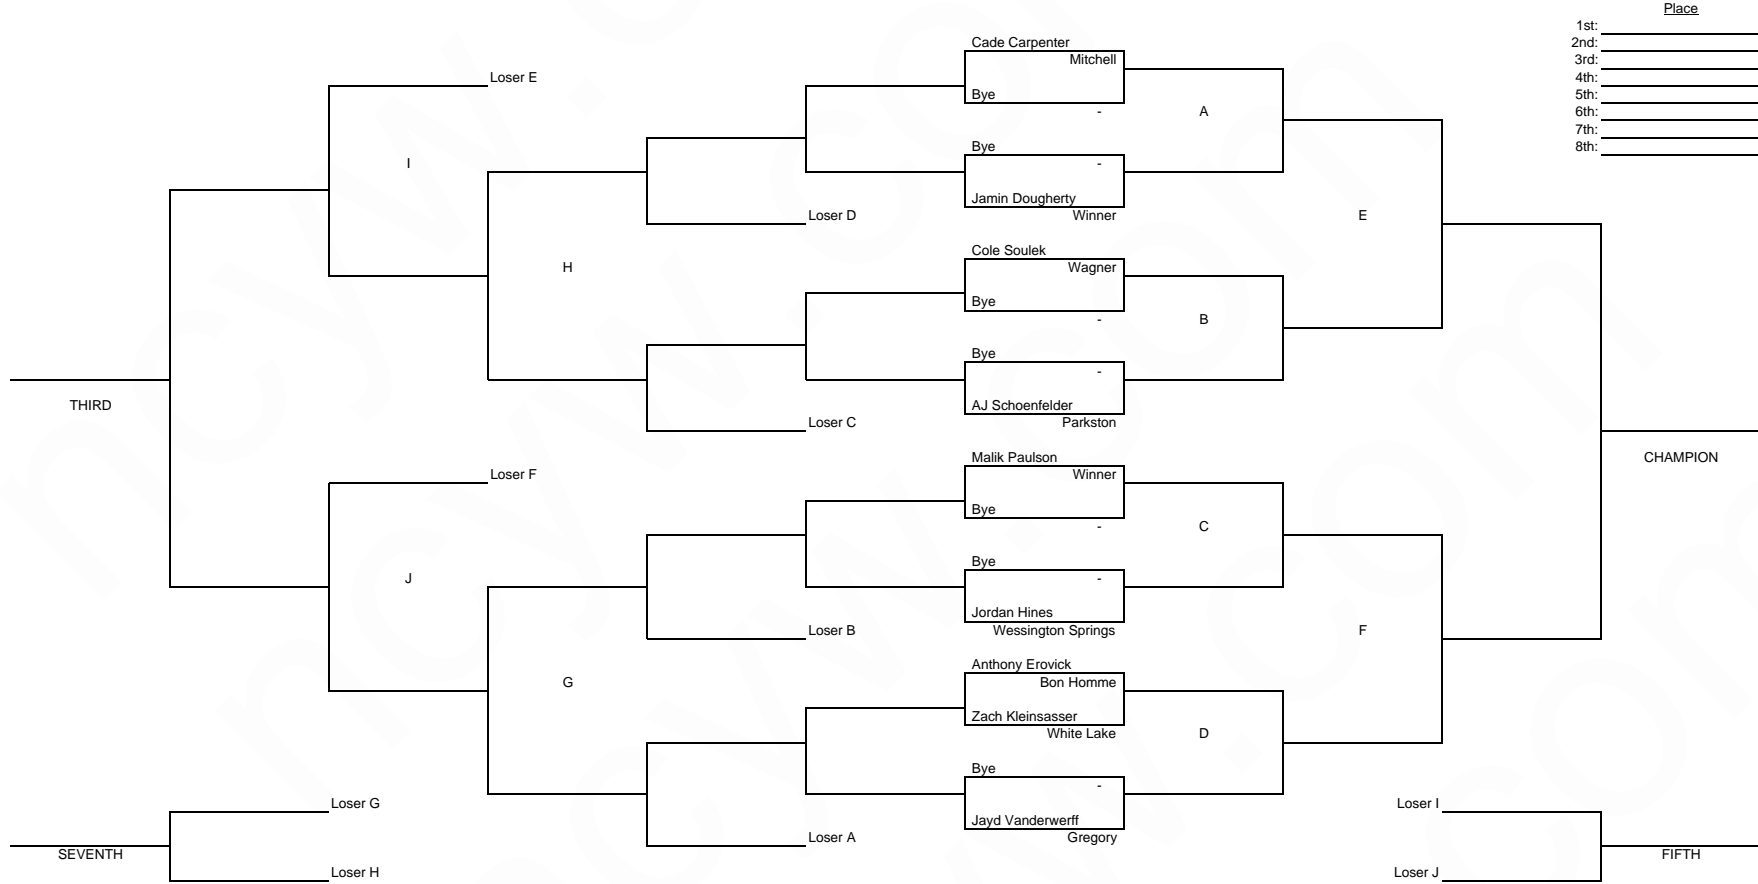 Place
1st:
2nd:
3rd:
4th:
5th:
6th:
7th:
8th:
Cade Carpenter
Mitchell
Loser E
Bye
-
A
Bye
I
-
Jamin Dougherty
Loser D
Winner
E
Cole Soulek
H
Wagner
Bye
-
B
Bye
-
THIRD
AJ Schoenfelder
Loser C
Parkston
Malik Paulson
CHAMPION
Loser F
Winner
Bye
-
C
Bye
J
-
Jordan Hines
Loser B
Wessington Springs
F
Anthony Erovick
G
Bon Homme
Zach Kleinsasser
White Lake
D
Bye
-
Loser G
Loser I
Jayd Vanderwerff
Loser A
Gregory
SEVENTH
FIFTH
Loser H
Loser J